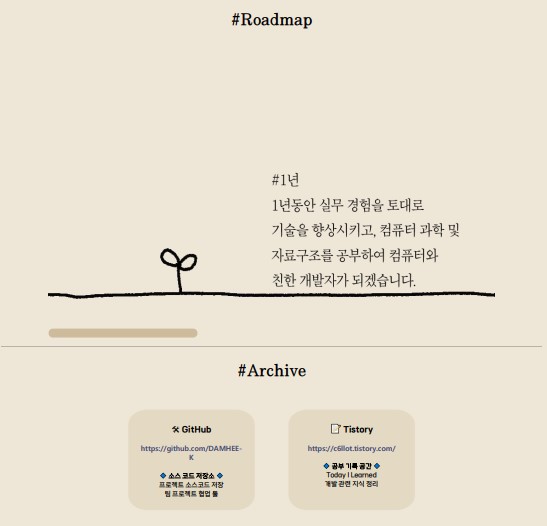 #Roadmap
#1년
1년동안 실무 경험을 토대로
기술을 향상시키고, 컴퓨터 과학 및
자료구조를 공부하여 컴퓨터와
친한 개발자가 되겠습니다.
#Archive
🛠 GitHub
https://github.com/DAMHEE-
K
🔹 소스 코드 저장소 🔹
프로젝트 소스코드 저장
팀 프로젝트 협업 툴
📝 Tistory
https://c6llot.tistory.com/
🔹 공부 기록 공간 🔹
Today I Learned
개발 관련 지식 정리